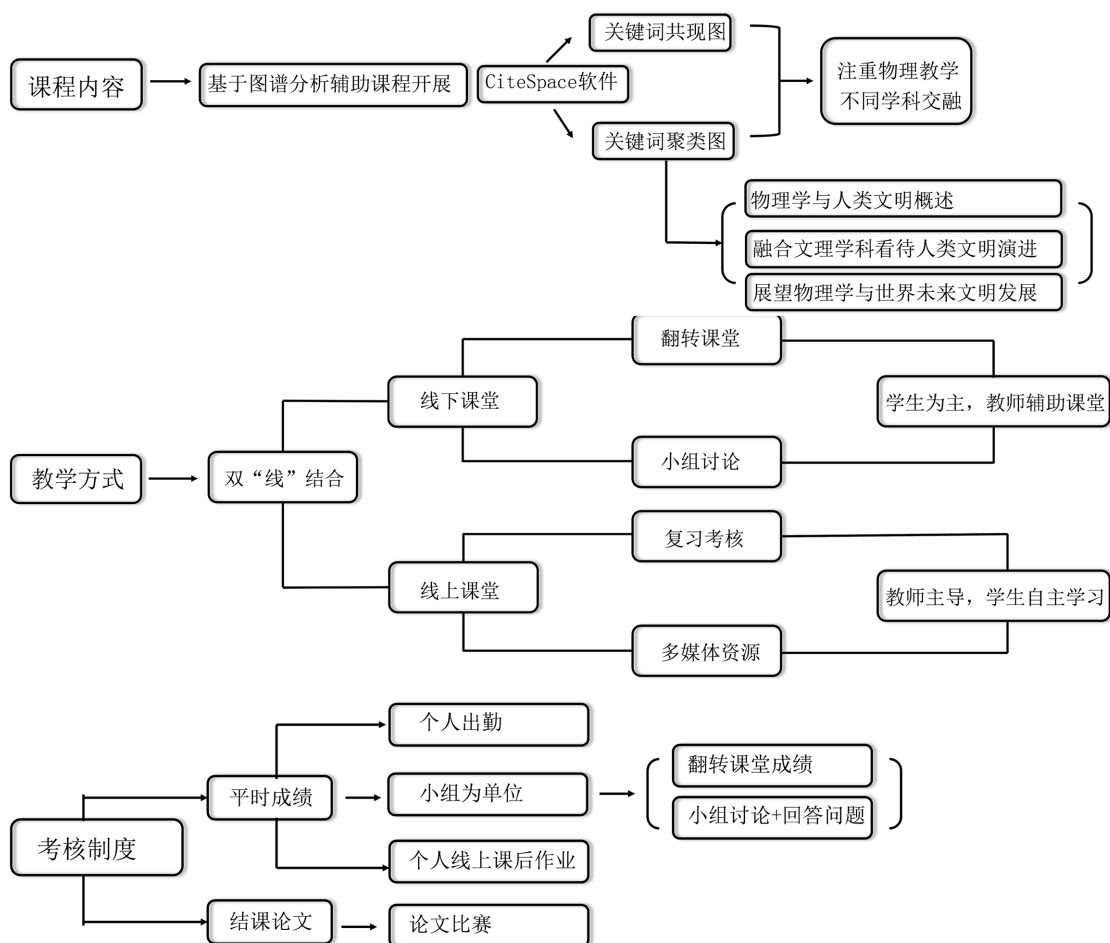 关键词共现图
课程内容
基于图谱分析辅助课程开展
CiteSpace软件
注重物理教学
不同学科交融
关键词聚类图
物理学与人类文明概述
融合文理学科看待人类文明演进
展望物理学与世界未来文明发展
翻转课堂
线下课堂
学生为主，教师辅助课堂
小组讨论
教学方式
双“线”结合
复习考核
线上课堂
教师主导，学生自主学习
多媒体资源
个人出勤
平时成绩
小组为单位
翻转课堂成绩
小组讨论+回答问题
考核制度
个人线上课后作业
结课论文
论文比赛